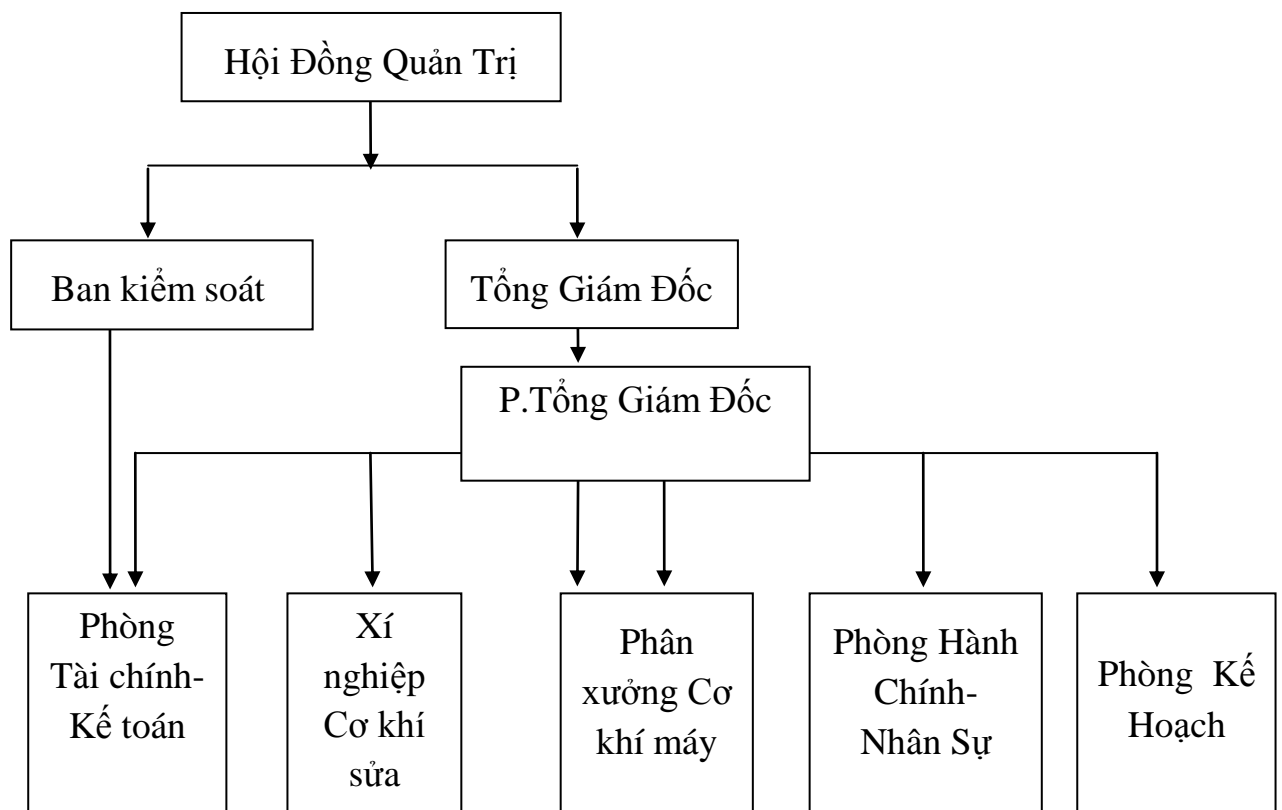 Hội Đồng Quản Trị
Ban kiểm soát
Tổng Giám Đốc
P.Tổng Giám Đốc
Phòng
Tài chính-
Kế toán
Xí
nghiệp
Cơ khí
sửa
Phân
xưởng Cơ
khí máy
Phòng Hành
Chính-
Nhân Sự
Phòng Kế
Hoạch